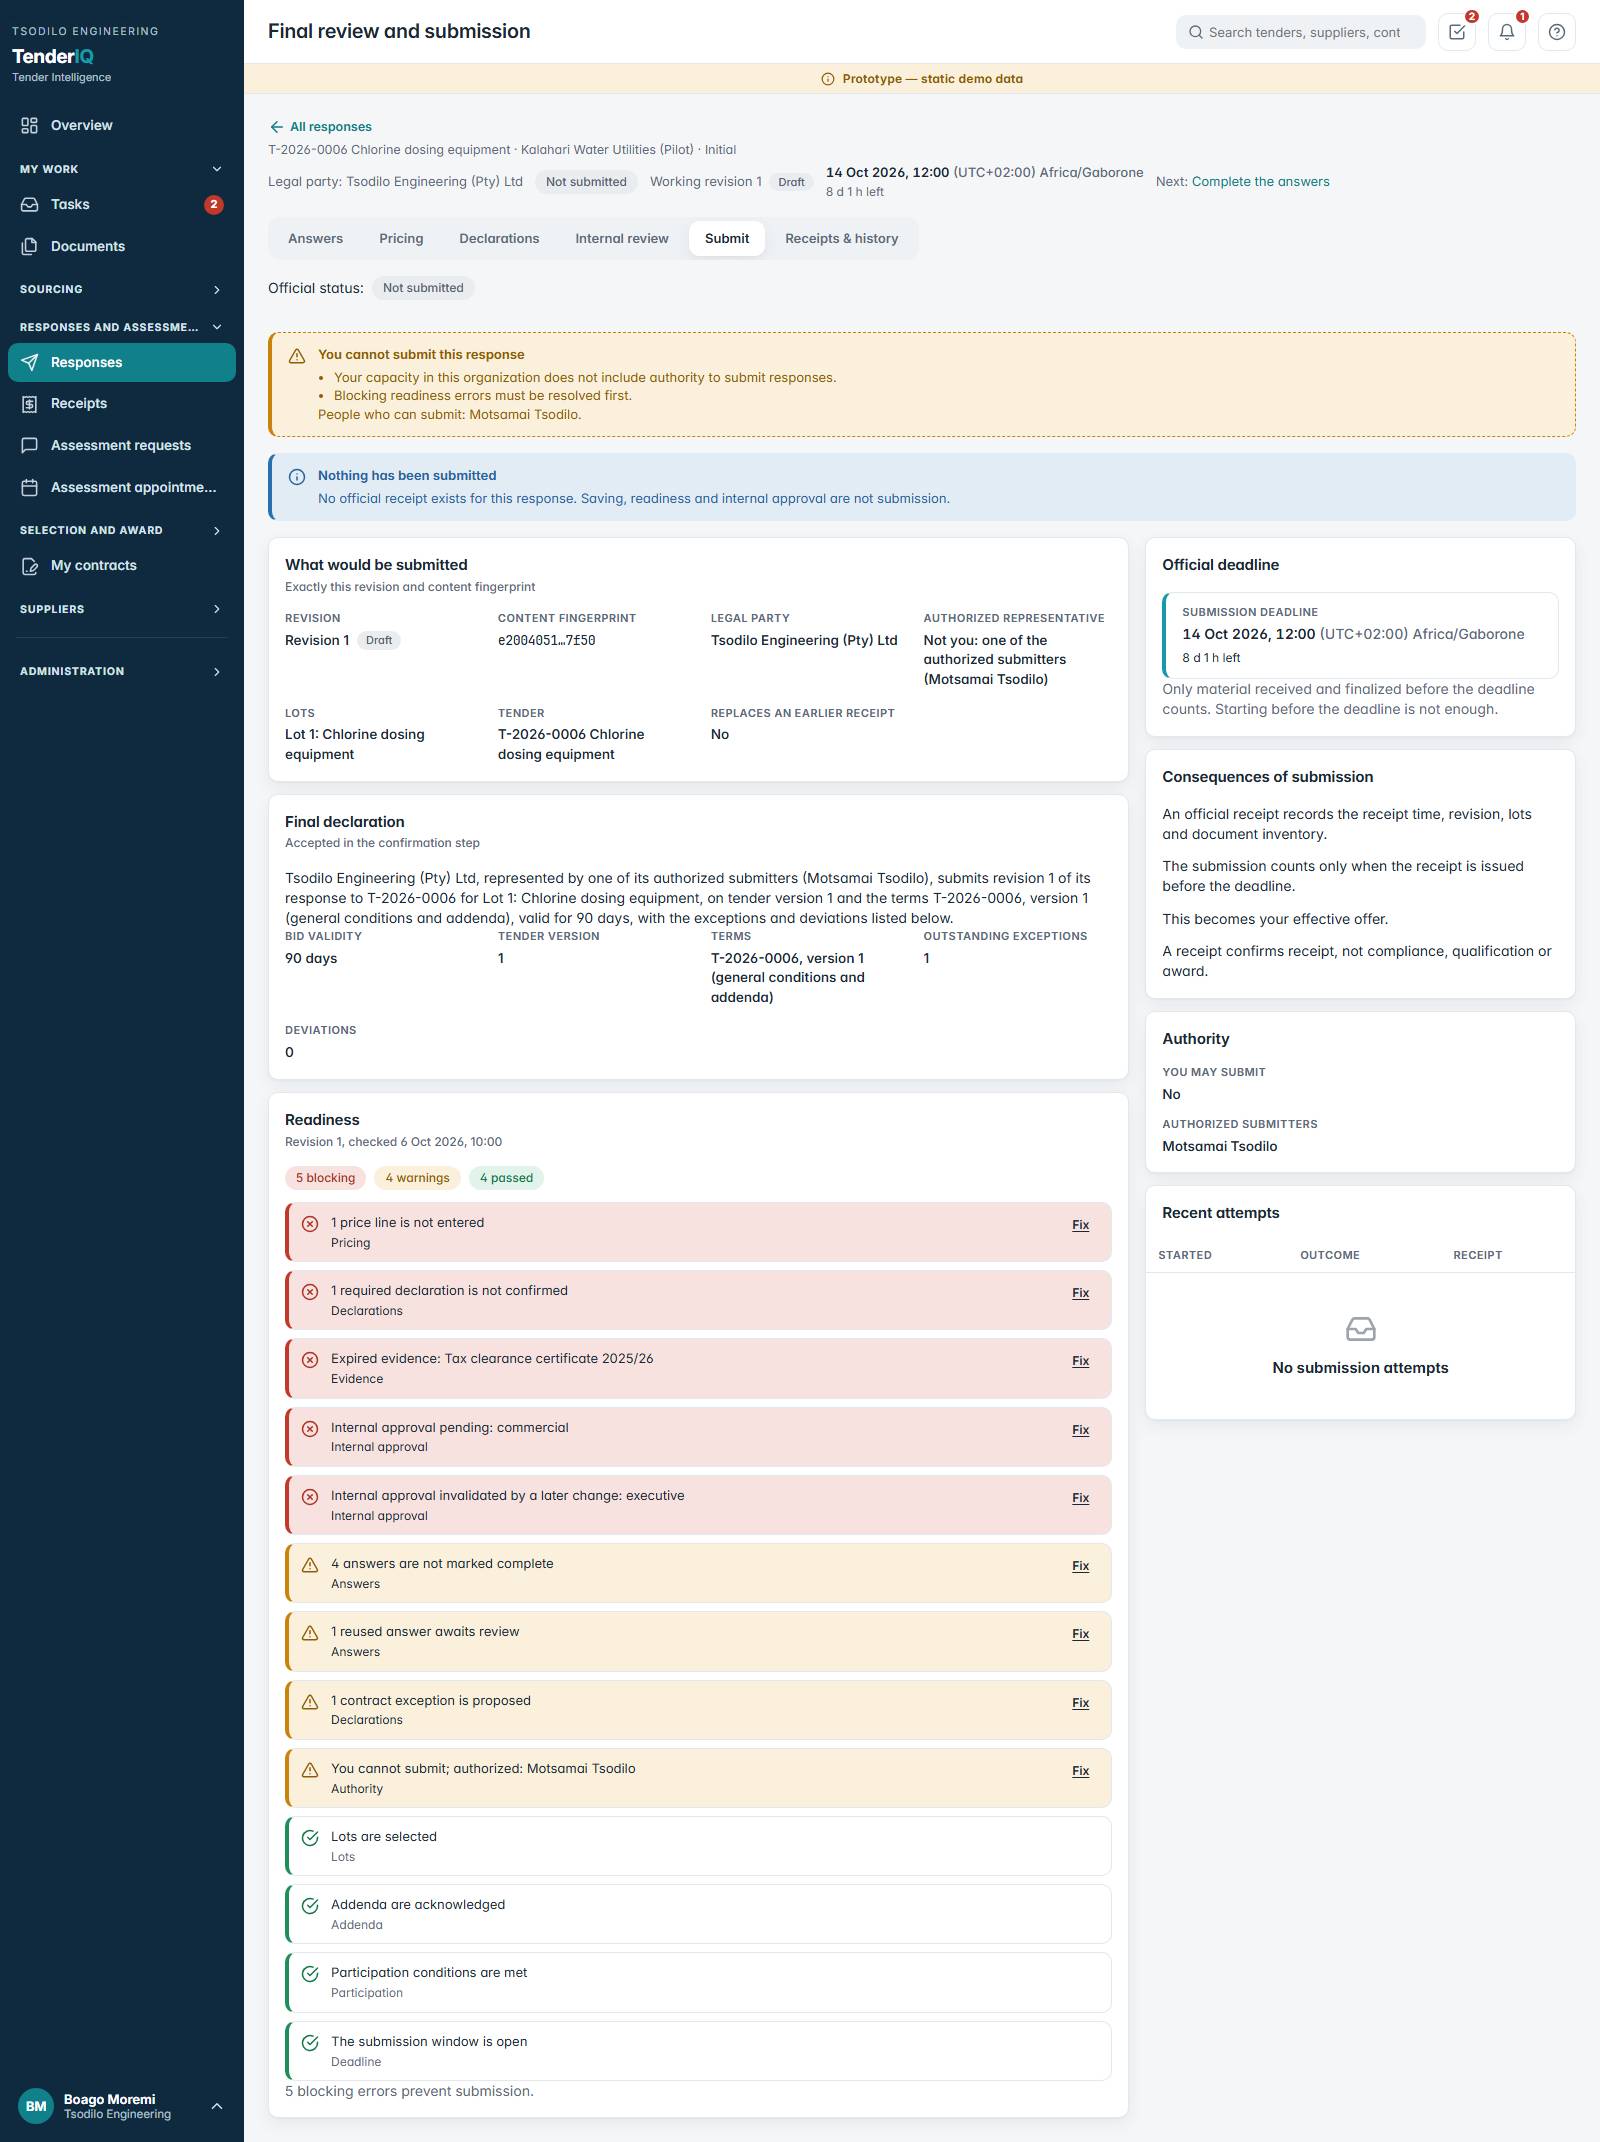 TSODILO ENGINEERING
TenderIQ
Tender Intelligence
Overview
MY WORK
Tasks
2
Documents
SOURCING
RESPONSES AND ASSESSME...
Responses
Receipts
Assessment requests
Assessment appointme...
SELECTION AND AWARD
My contracts
SUPPLIERS
ADMINISTRATION
BM
Boago Moremi
Tsodilo Engineering
Final review and submission
Search tenders, suppliers, cont
2
1
Prototype — static demo data
All responses
T-2026-0006 Chlorine dosing equipment · Kalahari Water Utilities (Pilot) · Initial
Legal party: Tsodilo Engineering (Pty) Ltd
Not submitted
Working revision 1
Draft
14 Oct 2026, 12:00 (UTC+02:00) Africa/Gaborone
8 d 1 h left
Next: Complete the answers
Answers
Pricing
Declarations
Internal review
Submit
Receipts & history
Official status:
Not submitted
You cannot submit this response
• Your capacity in this organization does not include authority to submit responses.
• Blocking readiness errors must be resolved first.
People who can submit: Motsamai Tsodilo.
Nothing has been submitted
No official receipt exists for this response. Saving, readiness and internal approval are not submission.
What would be submitted
Exactly this revision and content fingerprint
REVISION
Revision 1
Draft
CONTENT FINGERPRINT
e2004051…7f50
LEGAL PARTY
Tsodilo Engineering (Pty) Ltd
AUTHORIZED REPRESENTATIVE
Not you: one of the
authorized submitters
(Motsamai Tsodilo)
LOTS
Lot 1: Chlorine dosing
equipment
TENDER
T-2026-0006 Chlorine
dosing equipment
REPLACES AN EARLIER RECEIPT
No
Final declaration
Accepted in the confirmation step
Tsodilo Engineering (Pty) Ltd, represented by one of its authorized submitters (Motsamai Tsodilo), submits revision 1 of its
response to T-2026-0006 for Lot 1: Chlorine dosing equipment, on tender version 1 and the terms T-2026-0006, version 1
(general conditions and addenda), valid for 90 days, with the exceptions and deviations listed below.
BID VALIDITY
90 days
TENDER VERSION
1
TERMS
T-2026-0006, version 1
(general conditions and
addenda)
OUTSTANDING EXCEPTIONS
1
DEVIATIONS
0
Readiness
Revision 1, checked 6 Oct 2026, 10:00
5 blocking
4 warnings
4 passed
1 price line is not entered
Pricing
Fix
1 required declaration is not confirmed
Declarations
Fix
Expired evidence: Tax clearance certificate 2025/26
Evidence
Fix
Internal approval pending: commercial
Internal approval
Fix
Internal approval invalidated by a later change: executive
Internal approval
Fix
4 answers are not marked complete
Answers
Fix
1 reused answer awaits review
Answers
Fix
1 contract exception is proposed
Declarations
Fix
You cannot submit; authorized: Motsamai Tsodilo
Authority
Fix
Lots are selected
Lots
Addenda are acknowledged
Addenda
Participation conditions are met
Participation
The submission window is open
Deadline
5 blocking errors prevent submission.
Official deadline
SUBMISSION DEADLINE
14 Oct 2026, 12:00 (UTC+02:00) Africa/Gaborone
8 d 1 h left
Only material received and finalized before the deadline
counts. Starting before the deadline is not enough.
Consequences of submission
An official receipt records the receipt time, revision, lots
and document inventory.
The submission counts only when the receipt is issued
before the deadline.
This becomes your effective offer.
A receipt confirms receipt, not compliance, qualification or
award.
Authority
YOU MAY SUBMIT
No
AUTHORIZED SUBMITTERS
Motsamai Tsodilo
Recent attempts
STARTED
OUTCOME
RECEIPT
No submission attempts